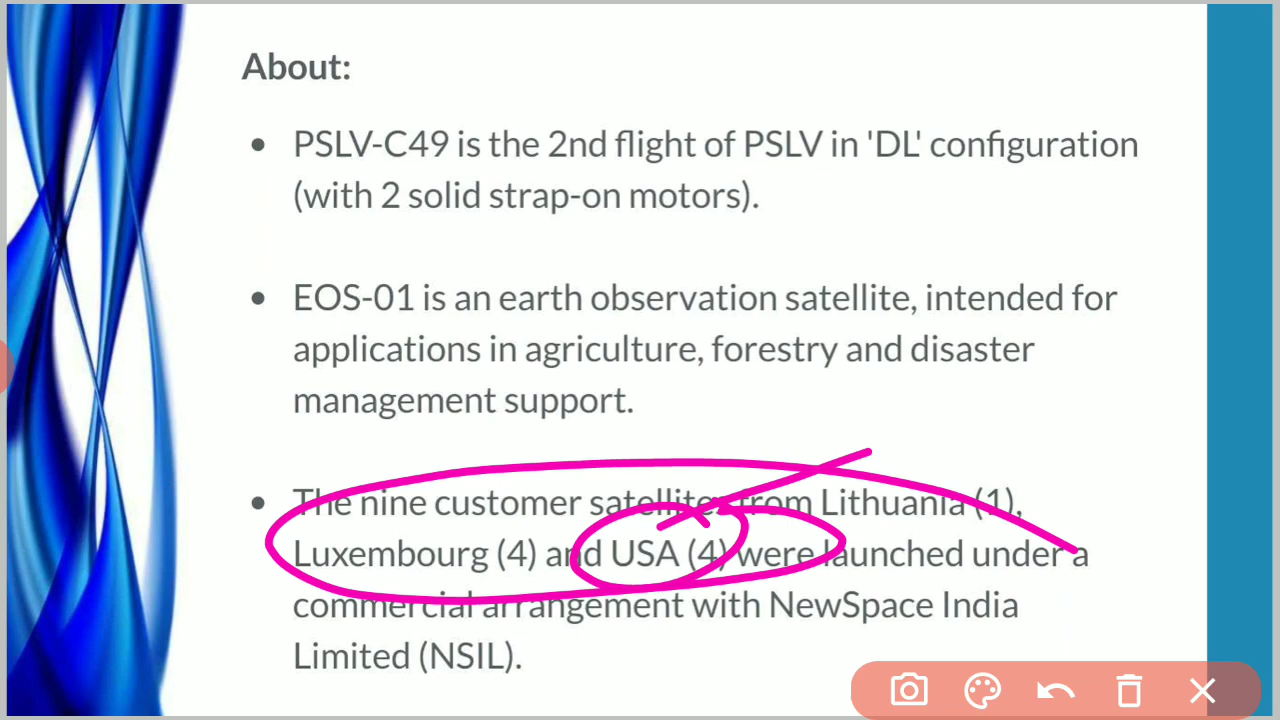 About:
• PSLV-C49 is the 2nd flight of PSLV in 'DL' configuration
(with 2 solid strap-on motors).
• EOS-01 is an earth observation satellite, intended for
applications in agriculture, forestry and disaster
management support.
• The nine customer satellites from Lithuania (1),
Luxembourg (4) and USA (4) were launched under a
commercial arrangement with NewSpace India
Limited (NSIL).